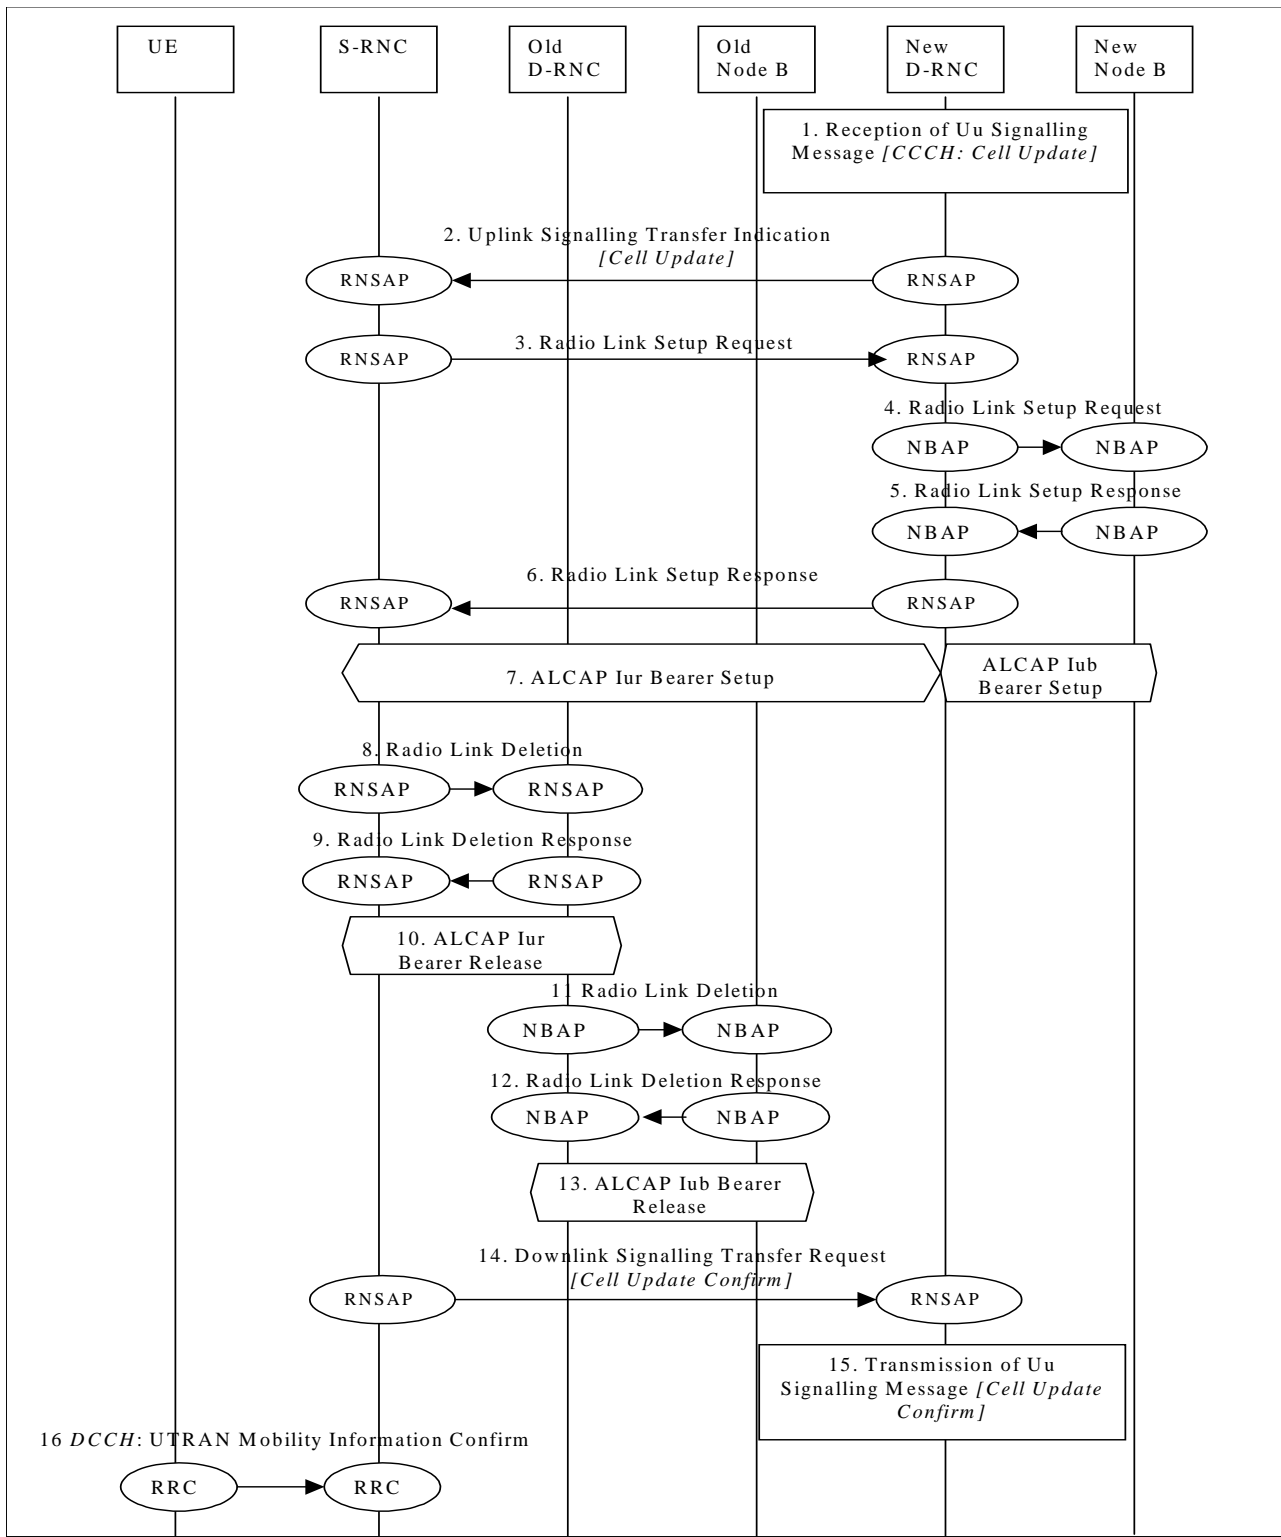 UE
S-RNC
Old
D-RNC
Old
Node B
New
D-RNC
New
Node B
1. Reception of Uu Signalling
Message [CCCH: Cell Update]
2. Uplink Signalling Transfer Indication
[Cell Update]
RNSAP
RNSAP
3. Radio Link Setup Request
RNSAP
RNSAP
4. Radio Link Setup Request
NBAP
NBAP
5. Radio Link Setup Response
NBAP
NBAP
6. Radio Link Setup Response
RNSAP
RNSAP
7. ALCAP Iur Bearer Setup
ALCAP Iub
Bearer Setup
8. Radio Link Deletion
RNSAP
RNSAP
9. Radio Link Deletion Response
RNSAP
RNSAP
10. ALCAP Iur
Bearer Release
11 Radio Link Deletion
NBAP
NBAP
12. Radio Link Deletion Response
NBAP
NBAP
13. ALCAP Iub Bearer
Release
14. Downlink Signalling Transfer Request
[Cell Update Confirm]
RNSAP
RNSAP
15. Transmission of Uu
Signalling Message [Cell Update
Confirm]
16 DCCH: UTRAN Mobility Information Confirm
RRC
RRC